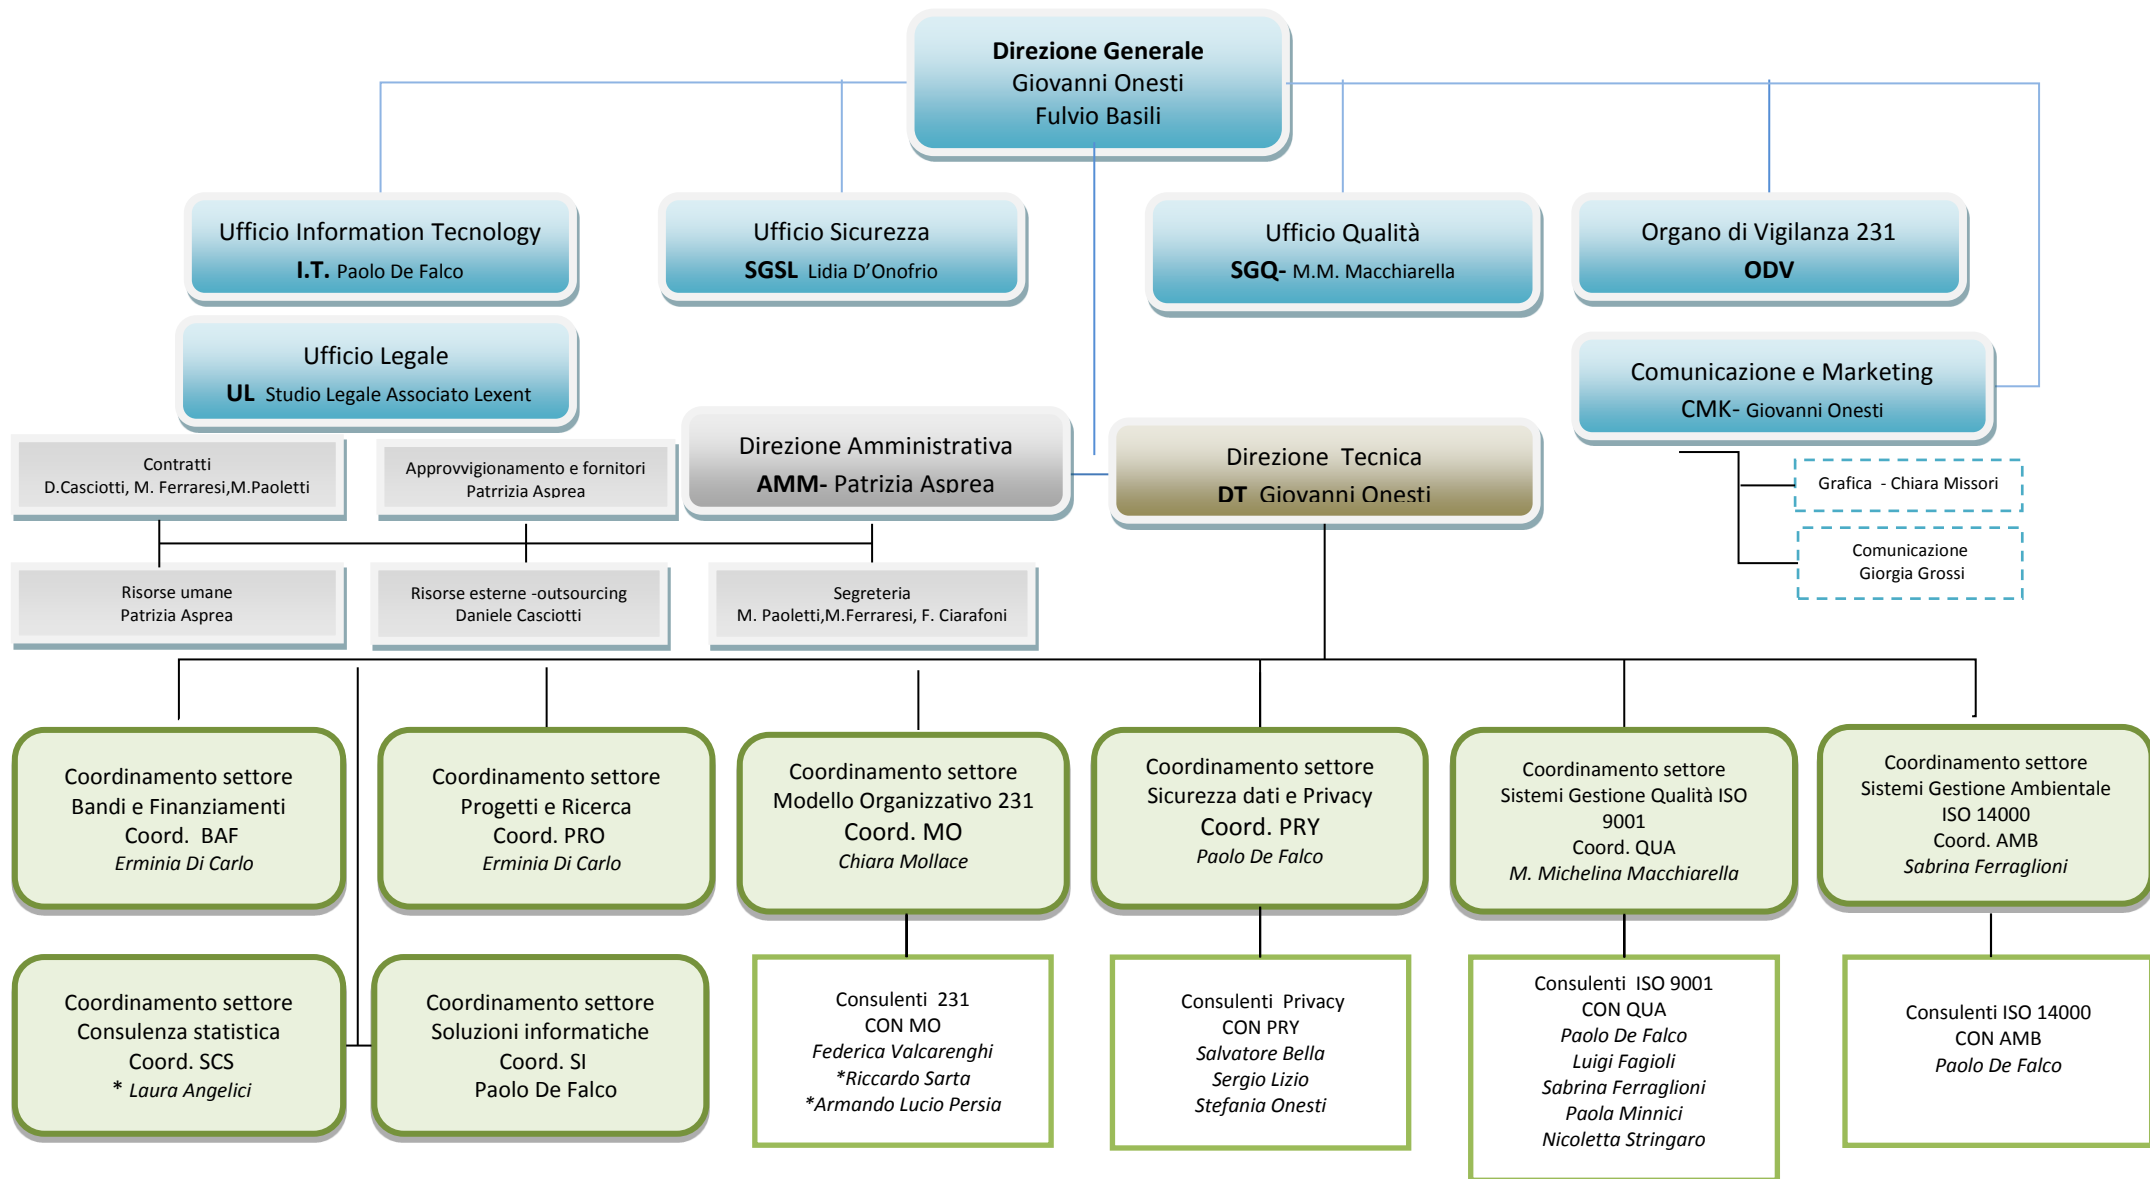 Direzione Generale
Giovanni Onesti
Fulvio Basili
Ufficio Information Tecnology
I.T. Paolo De Falco
Ufficio Sicurezza
SGSL Lidia D'Onofrio
Ufficio Qualità
SGQ- M.M. Macchiarella
Organo di Vigilanza 231
ODV
Ufficio Legale
UL Studio Legale Associato Lexent
Comunicazione e Marketing
CMK- Giovanni Onesti
Contratti
D.Casciotti, M. Ferraresi,M.Paoletti
Approvvigionamento e fornitori
Patrrizia Asprea
Direzione Amministrativa
AMM- Patrizia Asprea
Direzione Tecnica
DT Giovanni Onesti
Grafica - Chiara Missori
Comunicazione
Giorgia Grossi
Risorse umane
Patrizia Asprea
Risorse esterne -outsourcing
Daniele Casciotti
Segreteria
M. Paoletti,M.Ferraresi, F. Ciarafoni
Coordinamento settore
Bandi e Finanziamenti
Coord. BAF
Erminia Di Carlo
Coordinamento settore
Progetti e Ricerca
Coord. PRO
Erminia Di Carlo
Coordinamento settore
Modello Organizzativo 231
Coord. MO
Chiara Mollace
Coordinamento settore
Sicurezza dati e Privacy
Coord. PRY
Paolo De Falco
Coordinamento settore
Sistemi Gestione Qualità ISO
9001
Coord. QUA
M. Michelina Macchiarella
Coordinamento settore
Sistemi Gestione Ambientale
ISO 14000
Coord. AMB
Sabrina Ferraglioni
Coordinamento settore
Consulenza statistica
Coord. SCS
* Laura Angelici
Coordinamento settore
Soluzioni informatiche
Coord. SI
Paolo De Falco
Consulenti 231
CON MO
Federica Valcarenghi
*Riccardo Sarta
*Armando Lucio Persia
Consulenti Privacy
CON PRY
Salvatore Bella
Sergio Lizio
Stefania Onesti
Consulenti ISO 9001
CON QUA
Paolo De Falco
Luigi Fagioli
Sabrina Ferraglioni
Paola Minnici
Nicoletta Stringaro
Consulenti ISO 14000
CON AMB
Paolo De Falco